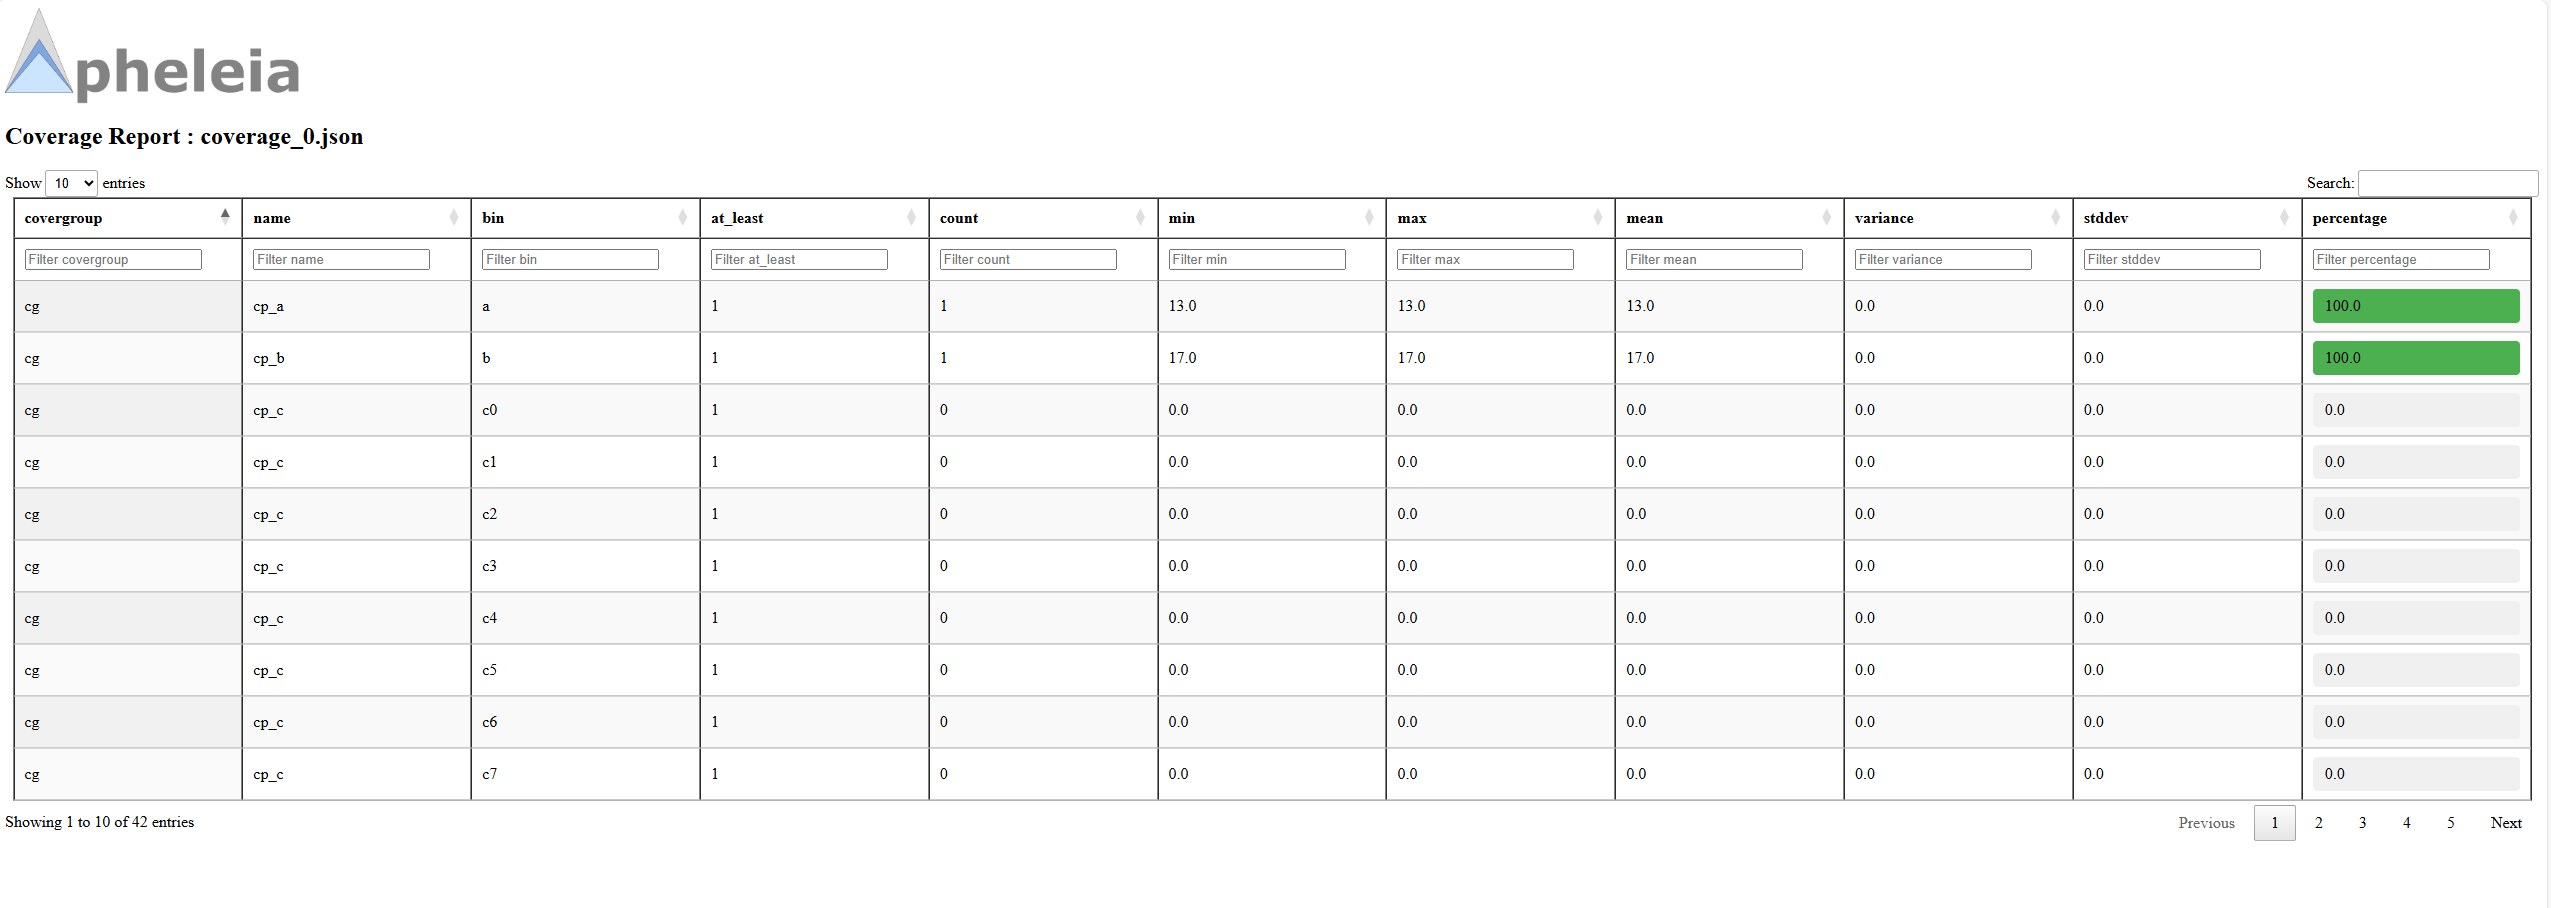 Apheleia
Coverage Report : coverage_0.json
Show 10 entries Search:
covergroup name bin at_least count min max mean variance stddev percentage
Filter covergroup Filter name Filter bin Filter at_least Filter count Filter min Filter max Filter mean Filter variance Filter stddev Filter percentage
cg cp_a a 1 1 13.0 13.0 13.0 0.0 0.0 100.0
cg cp_b b 1 1 17.0 17.0 17.0 0.0 0.0 100.0
cg cp_c c0 1 0 0.0 0.0 0.0 0.0 0.0 0.0
cg cp_c c1 1 0 0.0 0.0 0.0 0.0 0.0 0.0
cg cp_c c2 1 0 0.0 0.0 0.0 0.0 0.0 0.0
cg cp_c c3 1 0 0.0 0.0 0.0 0.0 0.0 0.0
cg cp_c c4 1 0 0.0 0.0 0.0 0.0 0.0 0.0
cg cp_c c5 1 0 0.0 0.0 0.0 0.0 0.0 0.0
cg cp_c c6 1 0 0.0 0.0 0.0 0.0 0.0 0.0
cg cp_c c7 1 0 0.0 0.0 0.0 0.0 0.0 0.0
Showing 1 to 10 of 42 entries Previous 1 2 3 4 5 Next